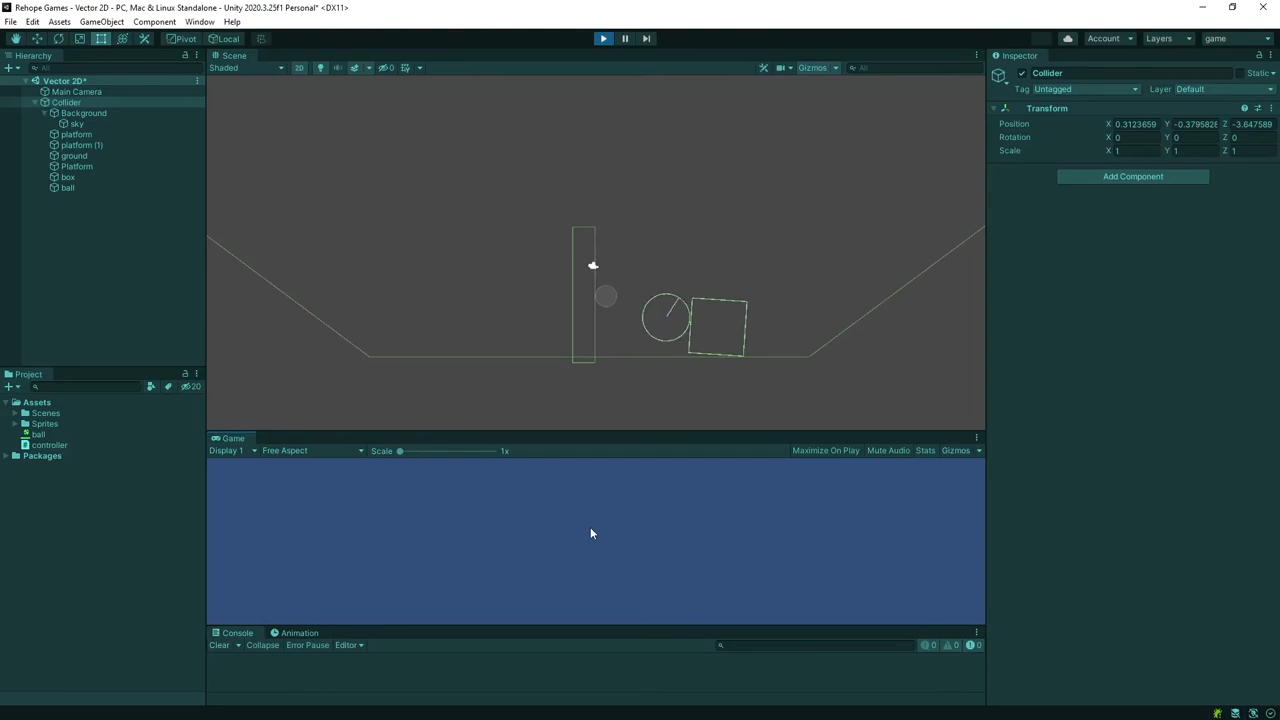 Rehope Games - Vector 2D - PC, Mac & Linux Standalone - Unity 2020.3.25f1 Personal* <DX11>
File Edit Assets GameObject Component Window Help
Pivot Local Account Layers game
Hierarchy
All
Vector 2D*
Main Camera
Collider
Background
sky
platform
platform (1)
ground
Platform
box
ball
Project
20
Assets
Scenes
Sprites
ball
controller
Packages
Scene
Shaded 2D 0 Gizmos All
Game
Display 1 Free Aspect Scale 1x Maximize On Play Mute Audio Stats Gizmos
Console Animation
Clear Collapse Error Pause Editor 0 0 0
Inspector
Collider Static
Tag Untagged Layer Default
Transform
Position X 0.3123659 Y -0.3795828 Z -3.647589
Rotation X 0 Y 0 Z 0
Scale X 1 Y 1 Z 1
Add Component